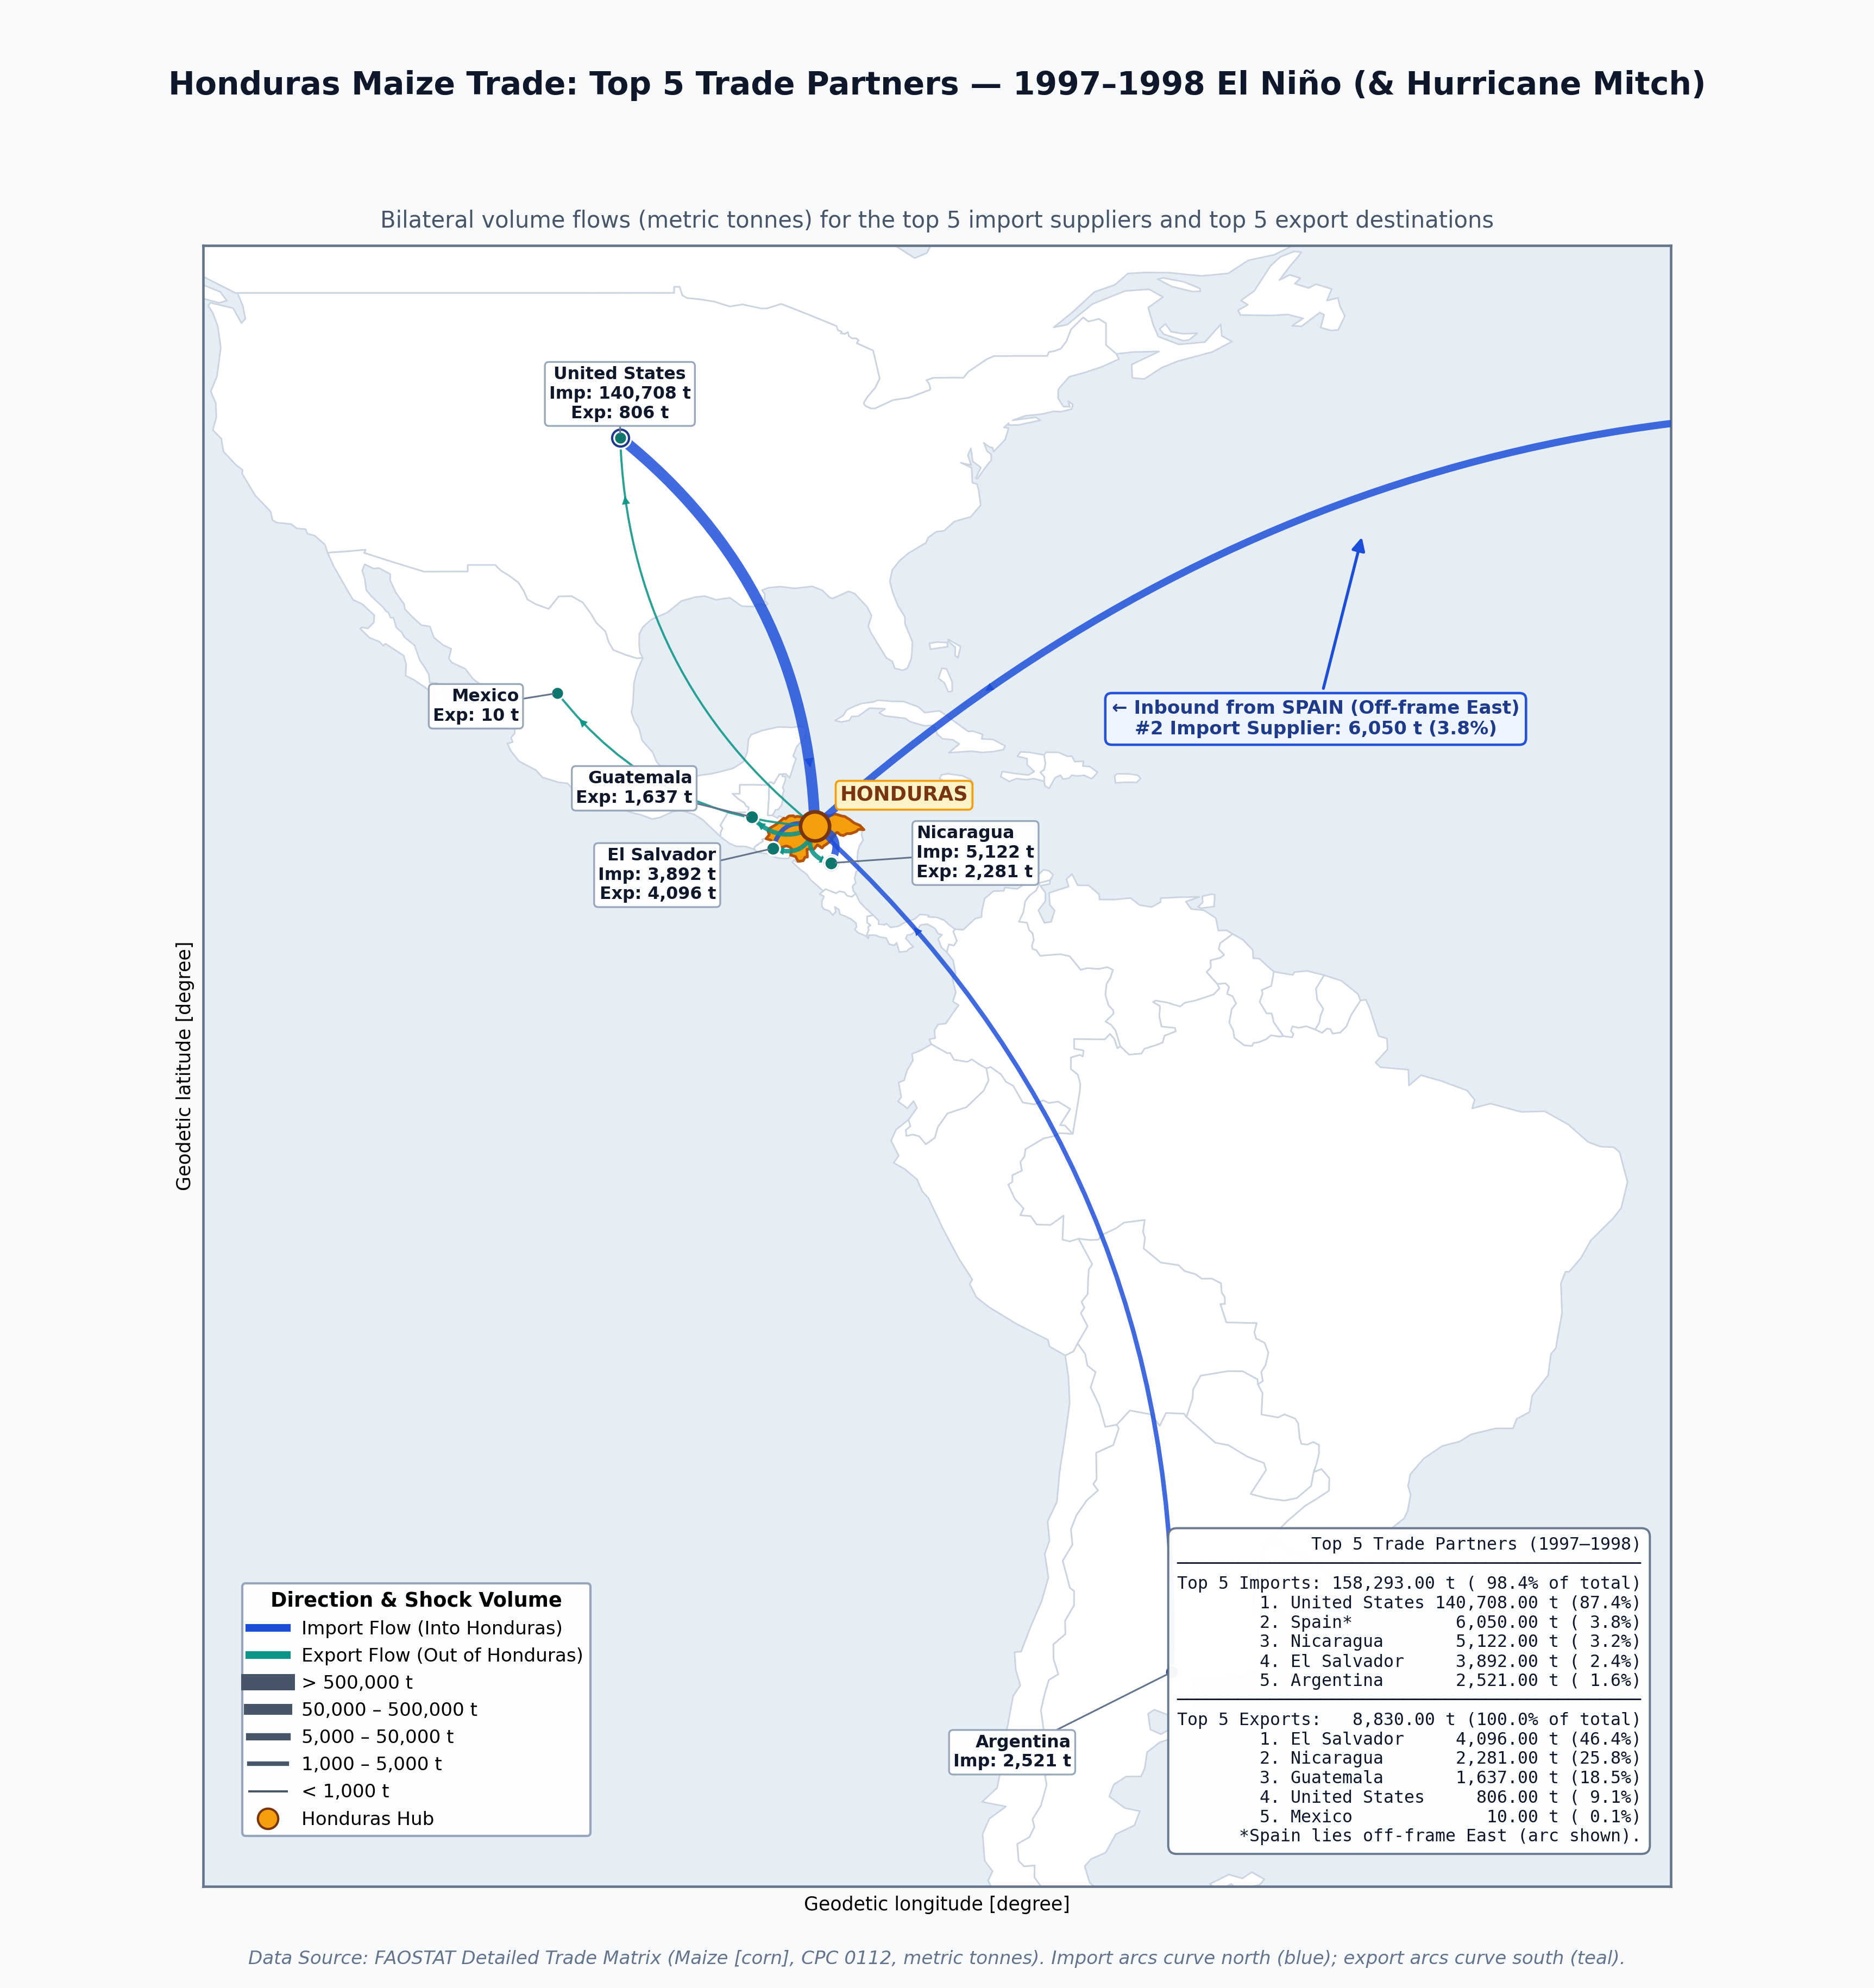 Honduras Maize Trade: Top 5 Trade Partners — 1997–1998 El Niño (& Hurricane Mitch)
Bilateral volume flows (metric tonnes) for the top 5 import suppliers and top 5 export destinations
United States
Imp: 140,708 t
Exp: 806 t
Mexico
Exp: 10 t
← Inbound from SPAIN (Off-frame East)
#2 Import Supplier: 6,050 t (3.8%)
Guatemala
Exp: 1,637 t
HONDURAS
Nicaragua
Imp: 5,122 t
Exp: 2,281 t
El Salvador
Imp: 3,892 t
Exp: 4,096 t
Geodetic latitude [degree]
Argentina
Imp: 2,521 t
Direction & Shock Volume
Import Flow (Into Honduras)
Export Flow (Out of Honduras)
> 500,000 t
50,000 – 500,000 t
5,000 – 50,000 t
1,000 – 5,000 t
< 1,000 t
Honduras Hub
Top 5 Trade Partners (1997–1998)
Top 5 Imports: 158,293.00 t ( 98.4% of total)
1. United States 140,708.00 t (87.4%)
2. Spain* 6,050.00 t ( 3.8%)
3. Nicaragua 5,122.00 t ( 3.2%)
4. El Salvador 3,892.00 t ( 2.4%)
5. Argentina 2,521.00 t ( 1.6%)
Top 5 Exports: 8,830.00 t (100.0% of total)
1. El Salvador 4,096.00 t (46.4%)
2. Nicaragua 2,281.00 t (25.8%)
3. Guatemala 1,637.00 t (18.5%)
4. United States 806.00 t ( 9.1%)
5. Mexico 10.00 t ( 0.1%)
*Spain lies off-frame East (arc shown).
Geodetic longitude [degree]
Data Source: FAOSTAT Detailed Trade Matrix (Maize [corn], CPC 0112, metric tonnes). Import arcs curve north (blue); export arcs curve south (teal).